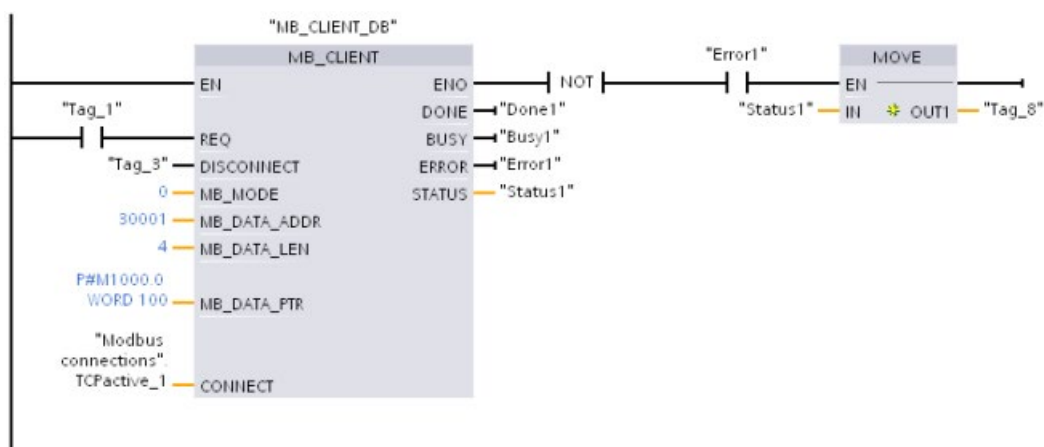 "MB_CLIENT_DB"
MB_CLIENT
EN
ENO
NOT
"Error1"
MOVE
EN
"Tag_1"
DONE
"Done1"
"Status1"
IN
OUT1
"Tag_8"
REQ
BUSY
"Busy1"
"Tag_3"
DISCONNECT
ERROR
"Error1"
0
MB_MODE
STATUS
"Status1"
30001
MB_DATA_ADDR
4
MB_DATA_LEN
P#M1000.0
WORD 100
MB_DATA_PTR
"Modbus
connections".
TCPactive_1
CONNECT